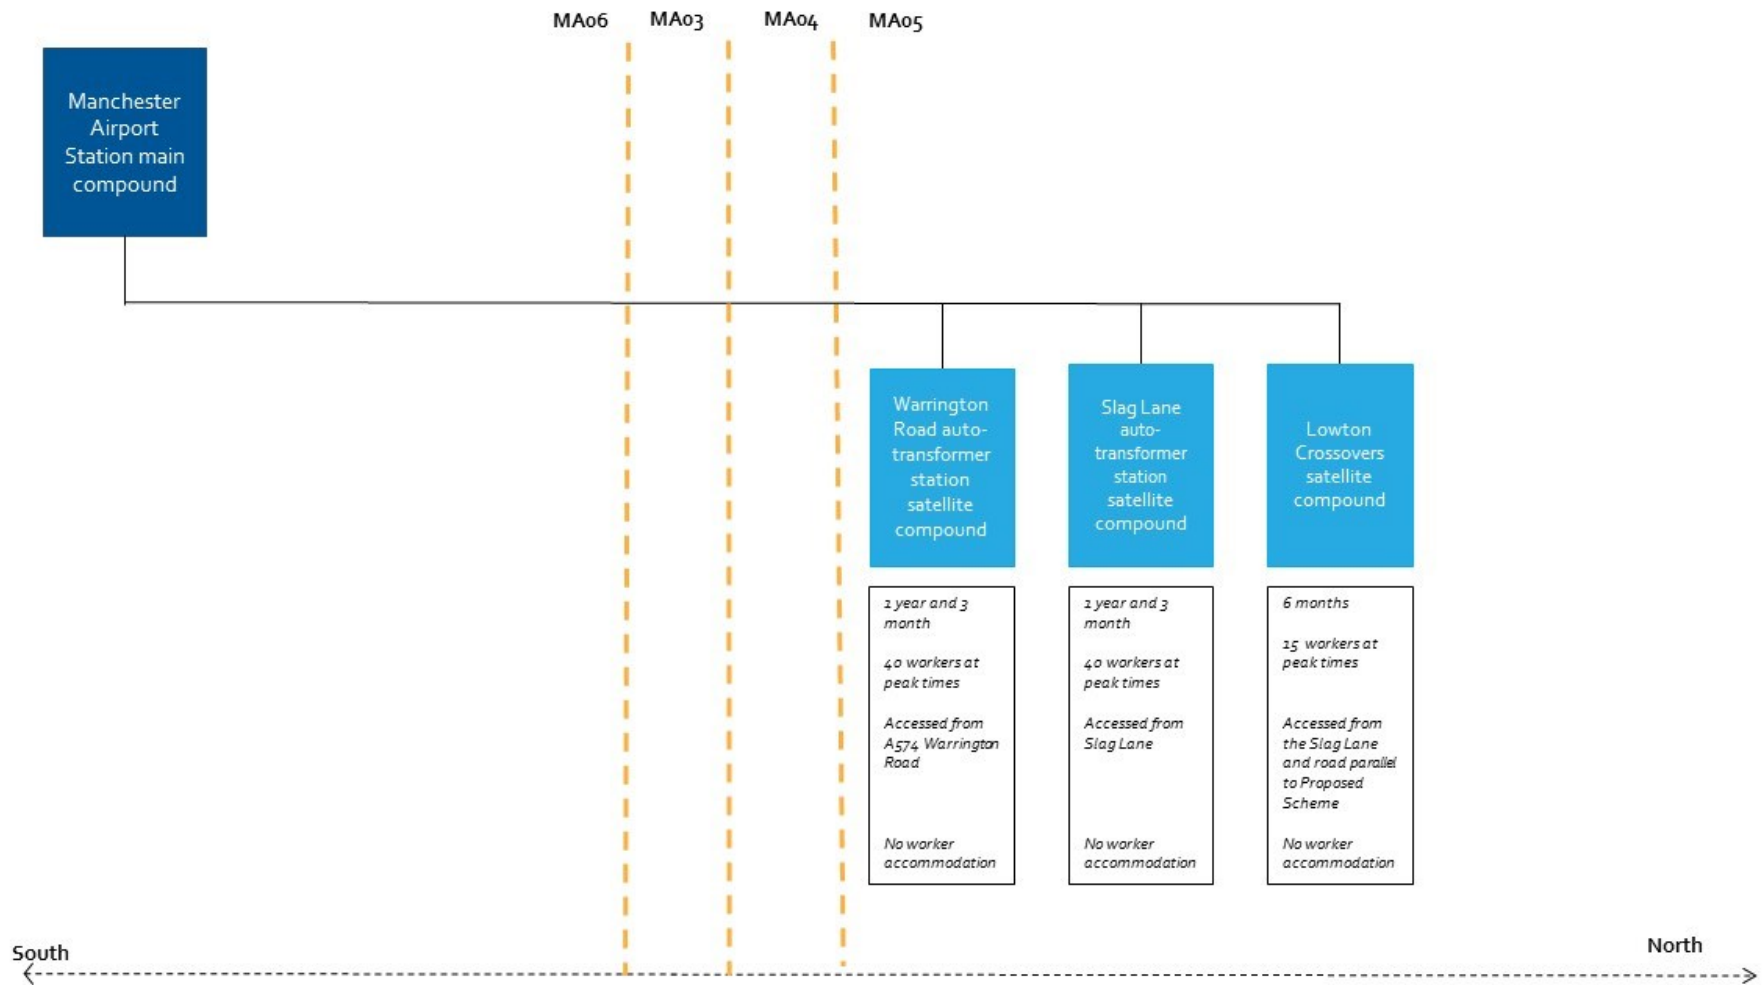 MA06
MA03
MA04
MA05
Manchester
Airport
Station main
compound
Warrington
Road auto-
transformer
station
satellite
compound
Slag Lane
auto-
transformer
station
satellite
compound
Lowton
Crossovers
satellite
compound
1 year and 3
month
40 workers at
peak times
Accessed from
A574 Warrington
Road
No worker
accommodation
1 year and 3
month
40 workers at
peak times
Accessed from
Slag Lane
No worker
accommodation
6 months
15 workers at
peak times
Accessed from
the Slag Lane
and road parallel
to Proposed
Scheme
No worker
accommodation
South
North